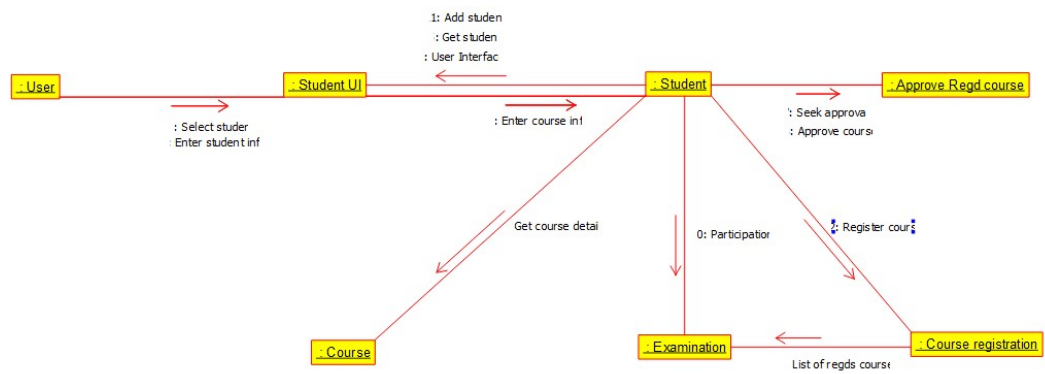 1: Add studen
: Get studen
: User Interfac
: User
: Student UI
: Student
: Approve Regd course
: Select studer
: Enter student inf
: Enter course inf
: Seek approva
: Approve course
Get course detai
0: Participation
2: Register cours
: Course
: Examination
: Course registration
List of regds course